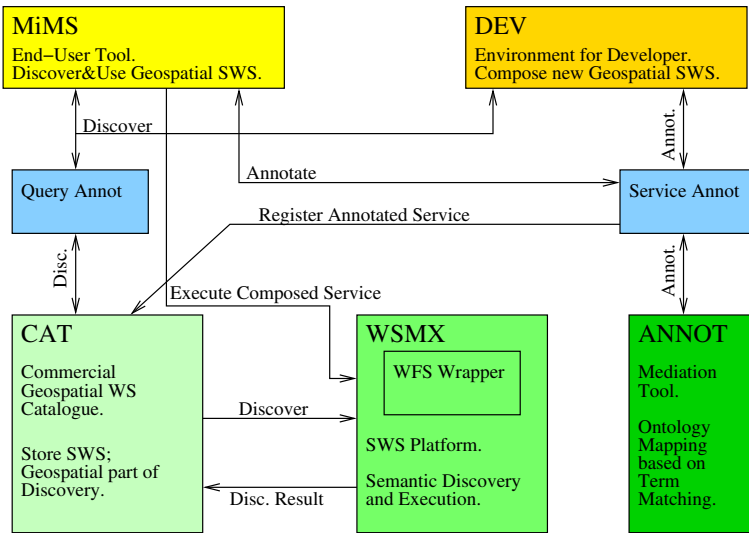 MiMS
End−User Tool.
Discover&Use Geospatial SWS.
DEV
Environment for Developer.
Compose new Geospatial SWS.
Discover
Annot.
Query Annot
Annotate
Service Annot
Register Annotated Service
Disc.
Annot.
Execute Composed Service
CAT
Commercial
Geospatial WS
Catalogue.
Store SWS;
Geospatial part of
Discovery.
Discover
Disc. Result
WSMX
WFS Wrapper
SWS Platform.
Semantic Discovery
and Execution.
ANNOT
Mediation
Tool.
Ontology
Mapping
based on
Term
Matching.